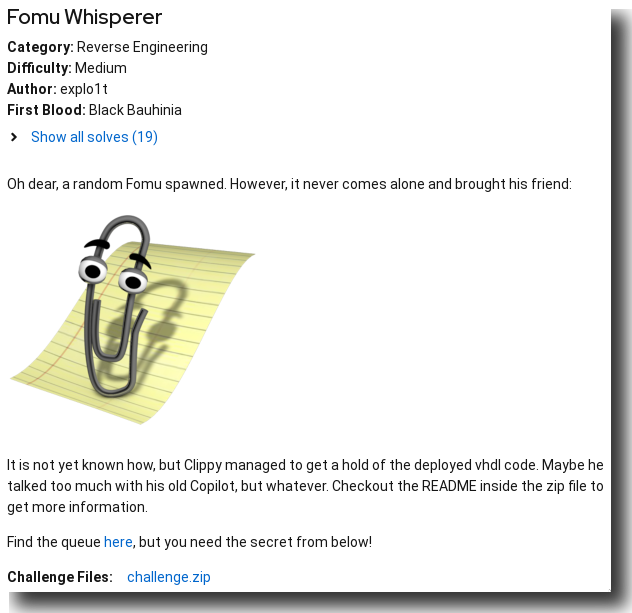 Fomu Whisperer
Category: Reverse Engineering
Difficulty: Medium
Author: explo1t
First Blood: Black Bauhinia
Show all solves (19)
Oh dear, a random Fomu spawned. However, it never comes alone and brought his friend:
It is not yet known how, but Clippy managed to get a hold of the deployed vhdl code. Maybe he
talked too much with his old Copilot, but whatever. Checkout the README inside the zip file to
get more information.
Find the queue here, but you need the secret from below!
Challenge Files: challenge.zip